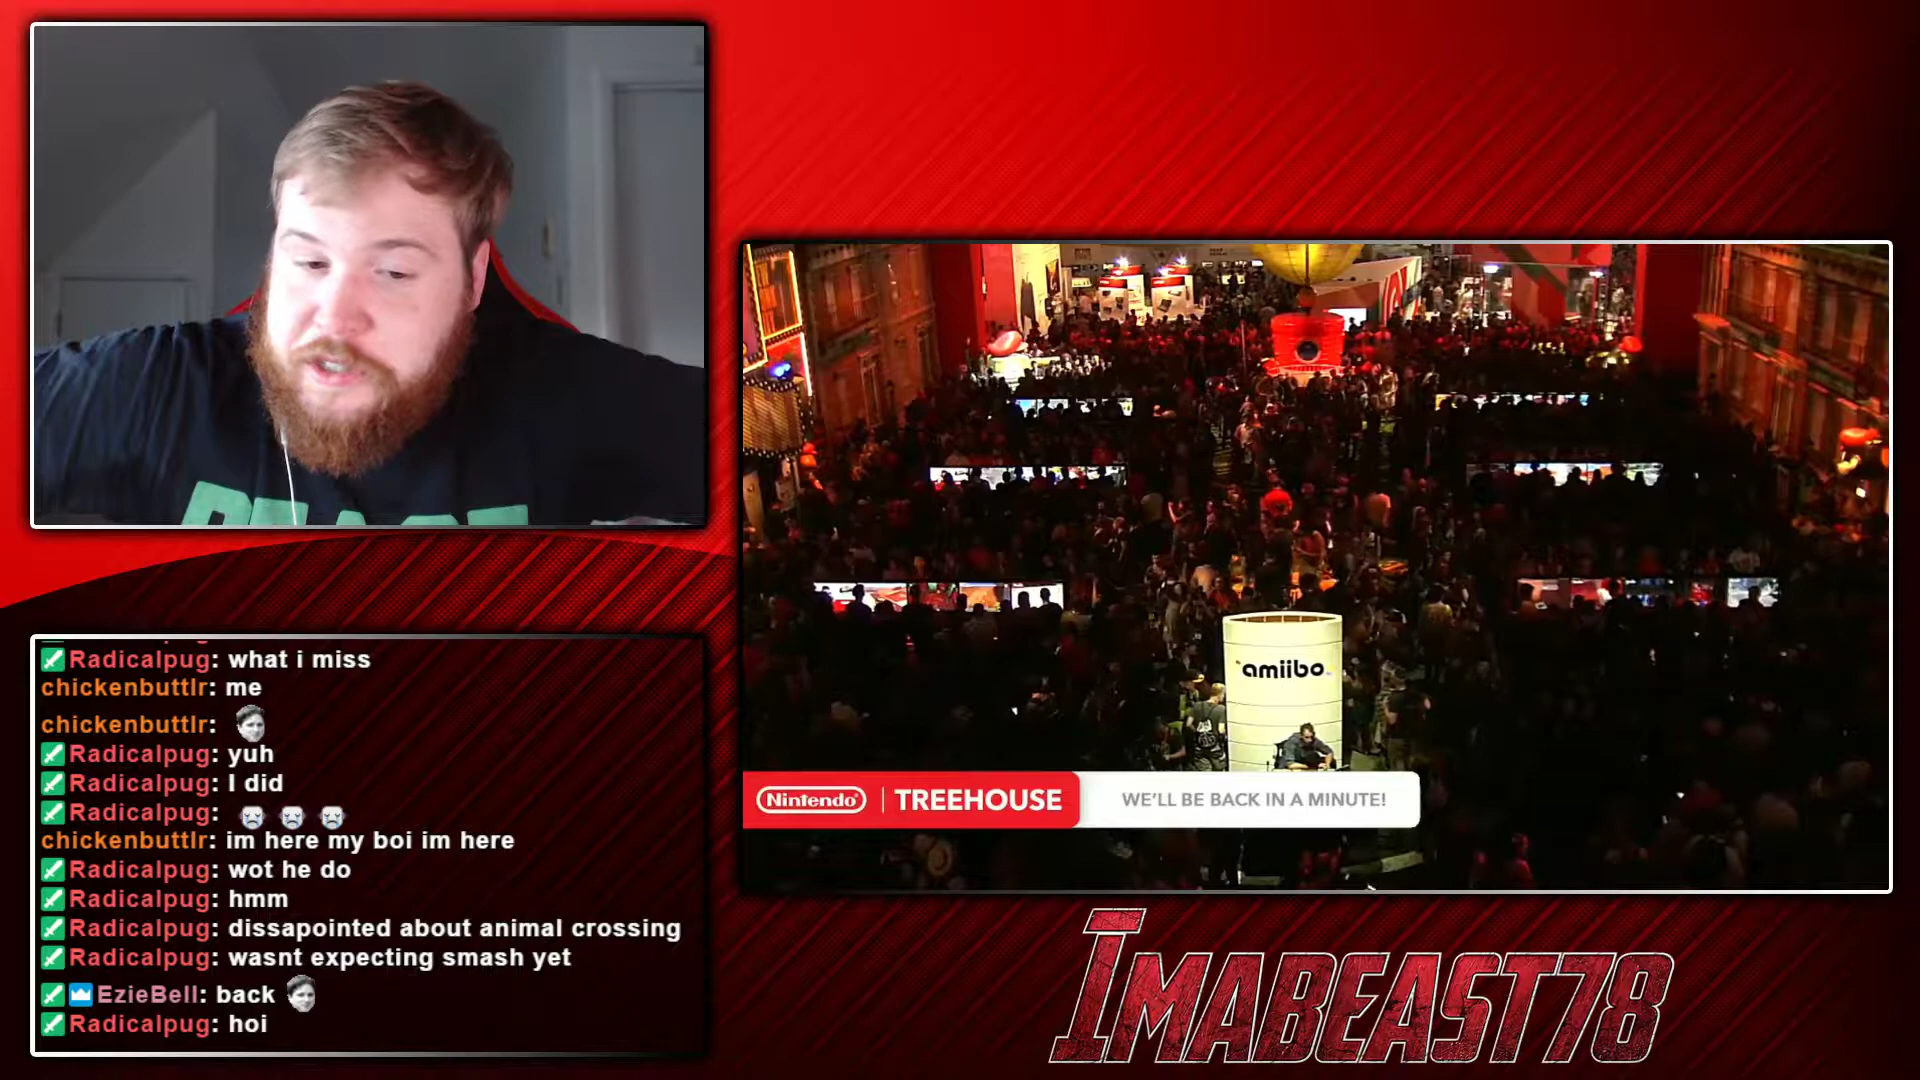 Radicalpug: what i miss
chickenbuttlr: me
chickenbuttlr:
Radicalpug: yuh
Radicalpug: I did
Radicalpug:
chickenbuttlr: im here my boi im here
Radicalpug: wot he do
Radicalpug: hmm
Radicalpug: dissapointed about animal crossing
Radicalpug: wasnt expecting smash yet
EzieBell: back
Radicalpug: hoi
amiibo
Nintendo | TREEHOUSE WE'LL BE BACK IN A MINUTE!
IMABEAST78